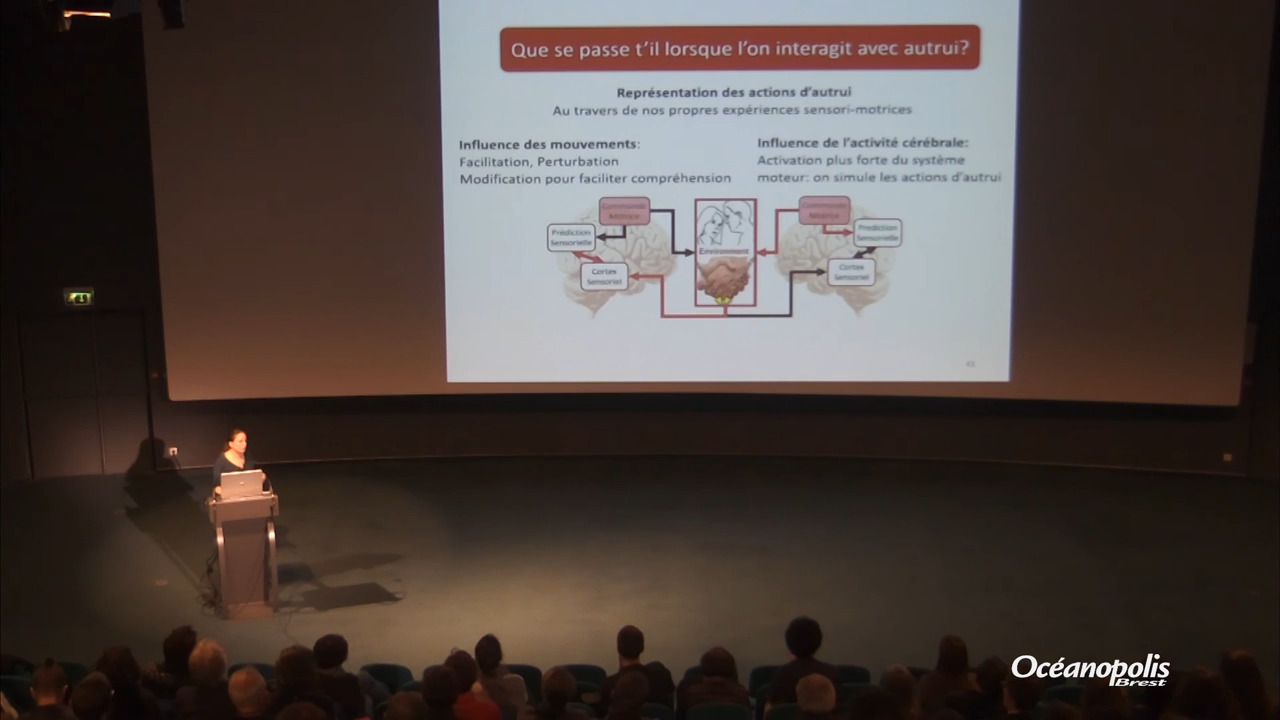 Que se passe t'il lorsque l'on interagit avec autrui?
Représentation des actions d'autrui
Au travers de nos propres expériences sensori-motrices
Influence des mouvements:
Facilitation, Perturbation
Modification pour faciliter compréhension
Influence de l'activité cérébrale:
Activation plus forte du système
moteur: on simule les actions d'autrui
Commande
Motrice
Prédiction
Sensorielle
Cortex
Sensoriel
Environment
Commande
Motrice
Prediction
Sensorielle
Cortex
Sensoriel
Océanopolis
Brest